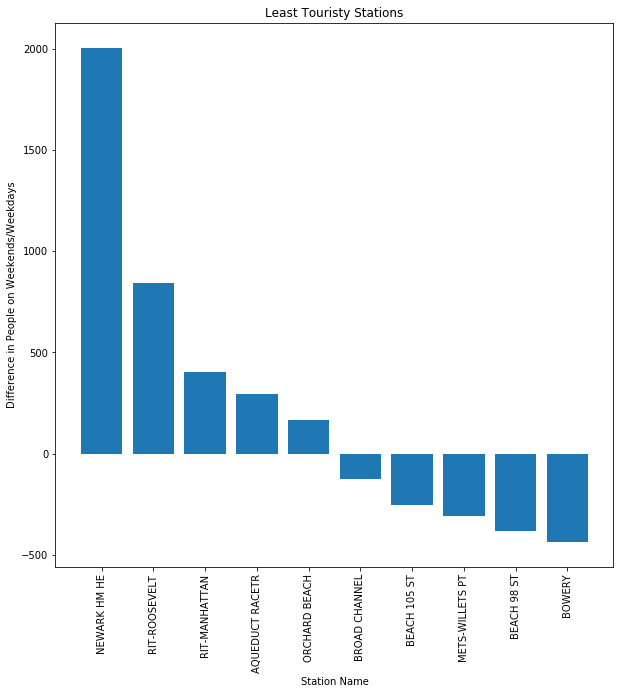 Least Touristy Stations
Difference in People on Weekends/Weekdays
2000
1500
1000
500
0
−500
NEWARK HM HE
RIT-ROOSEVELT
RIT-MANHATTAN
AQUEDUCT RACETR
ORCHARD BEACH
BROAD CHANNEL
BEACH 105 ST
METS-WILLETS PT
BEACH 98 ST
BOWERY
Station Name